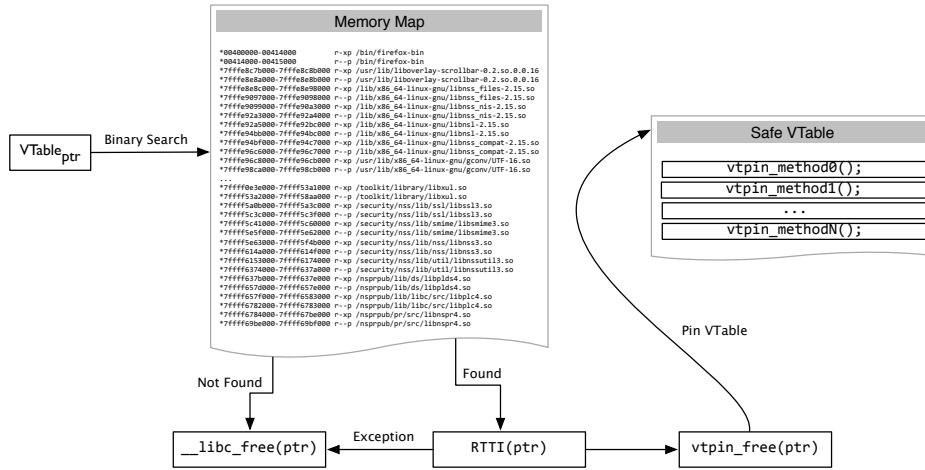 Memory Map
*00400000-00414000 r-xp /bin/firefox-bin
*00414000-00415000 r--p /bin/firefox-bin
*7fffe8c7b000-7fffe8c8b000 r-xp /usr/lib/liboverlay-scrollbar-0.2.so.0.0.16
*7fffe8e8a000-7fffe8e8b000 r--p /usr/lib/liboverlay-scrollbar-0.2.so.0.0.16
*7fffe8e8c000-7fffe8e98000 r-xp /lib/x86_64-linux-gnu/libnss_files-2.15.so
*7fffe9097000-7fffe9098000 r--p /lib/x86_64-linux-gnu/libnss_files-2.15.so
*7fffe9099000-7fffe90a3000 r-xp /lib/x86_64-linux-gnu/libnss_nis-2.15.so
*7fffe92a3000-7fffe92a4000 r--p /lib/x86_64-linux-gnu/libnss_nis-2.15.so
*7fffe92a5000-7fffe92bc000 r-xp /lib/x86_64-linux-gnu/libnsl-2.15.so
*7fffe94bb000-7fffe94bc000 r--p /lib/x86_64-linux-gnu/libnsl-2.15.so
*7fffe94bf000-7fffe94c7000 r-xp /lib/x86_64-linux-gnu/libnss_compat-2.15.so
*7fffe96c6000-7fffe96c7000 r--p /lib/x86_64-linux-gnu/libnss_compat-2.15.so
*7fffe96c8000-7fffe96cb000 r-xp /usr/lib/x86_64-linux-gnu/gconv/UTF-16.so
*7fffe98ca000-7fffe98cb000 r--p /usr/lib/x86_64-linux-gnu/gconv/UTF-16.so
...
*7ffff0e3e000-7ffff53a1000 r-xp /toolkit/library/libxul.so
*7ffff53a2000-7ffff58aa000 r--p /toolkit/library/libxul.so
*7ffff5a0b000-7ffff5a3c000 r-xp /security/nss/lib/ssl/libssl3.so
*7ffff5c3c000-7ffff5c3f000 r--p /security/nss/lib/ssl/libssl3.so
*7ffff5c41000-7ffff5c60000 r-xp /security/nss/lib/smime/libsmime3.so
*7ffff5e5f000-7ffff5e62000 r--p /security/nss/lib/smime/libsmime3.so
*7ffff5e63000-7ffff5f4b000 r-xp /security/nss/lib/nss/libnss3.so
*7ffff614a000-7ffff614f000 r--p /security/nss/lib/nss/libnss3.so
*7ffff6153000-7ffff6174000 r-xp /security/nss/lib/util/libnssutil3.so
*7ffff6374000-7ffff637a000 r--p /security/nss/lib/util/libnssutil3.so
*7ffff637b000-7ffff637e000 r-xp /nsprpub/lib/ds/libplds4.so
*7ffff657d000-7ffff657e000 r--p /nsprpub/lib/ds/libplds4.so
*7ffff657f000-7ffff6583000 r-xp /nsprpub/lib/libc/src/libplc4.so
*7ffff6782000-7ffff6783000 r--p /nsprpub/lib/libc/src/libplc4.so
*7ffff6784000-7ffff67be000 r-xp /nsprpub/pr/src/libnspr4.so
*7ffff69be000-7ffff69bf000 r--p /nsprpub/pr/src/libnspr4.so
VTableptr
Binary Search
Safe VTable
vtpin_method0();
vtpin_method1();
...
vtpin_methodN();
Pin VTable
Not Found
Found
__libc_free(ptr)
Exception
RTTI(ptr)
vtpin_free(ptr)